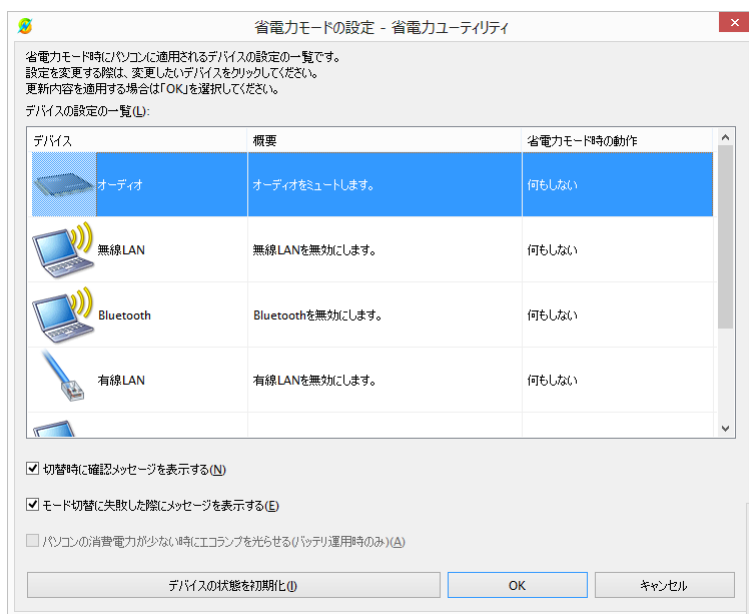 省電力モードの設定 - 省電力ユーティリティ
省電力モード時にパソコンに適用されるデバイスの設定の一覧です。
設定を変更する際は、変更したいデバイスをクリックしてください。
更新内容を適用する場合は「OK」を選択してください。
デバイスの設定の一覧(L):
デバイス 概要 省電力モード時の動作
オーディオ オーディオをミュートします。 何もしない
無線LAN 無線LANを無効にします。 何もしない
Bluetooth Bluetoothを無効にします。 何もしない
有線LAN 有線LANを無効にします。 何もしない
切替時に確認メッセージを表示する(N)
モード切替に失敗した際にメッセージを表示する(E)
パソコンの消費電力が少ない時にエコランプを光らせる(バッテリ運用時のみ)(A)
デバイスの状態を初期化(I) OK キャンセル